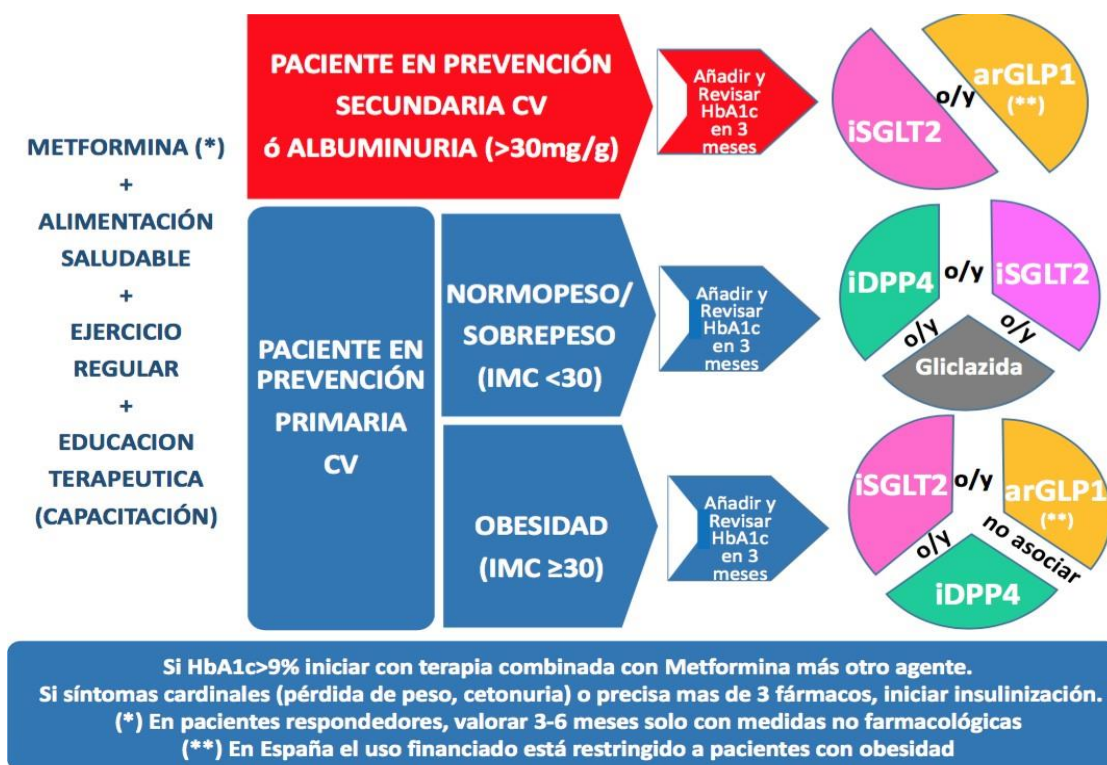 METFORMINA (*)
+
ALIMENTACIÓN
SALUDABLE
+
EJERCICIO
REGULAR
+
EDUCACION
TERAPEUTICA
(CAPACITACIÓN)
PACIENTE EN PREVENCIÓN
SECUNDARIA CV
ó ALBUMINURIA (>30mg/g)
Añadir y
Revisar
HbA1c
en 3
meses
iSGLT2
o/y
arGLP1
(**)
PACIENTE EN
PREVENCIÓN
PRIMARIA
CV
NORMOPESO/
SOBREPESO
(IMC <30)
Añadir y
Revisar
HbA1c
en 3
meses
iDPP4
o/y
iSGLT2
o/y
o/y
Gliclazida
OBESIDAD
(IMC ≥30)
Añadir y
Revisar
HbA1c
en 3
meses
iSGLT2
o/y
arGLP1
(**)
o/y
no asociar
iDPP4
Si HbA1c>9% iniciar con terapia combinada con Metformina más otro agente.
Si síntomas cardinales (pérdida de peso, cetonuria) o precisa mas de 3 fármacos, iniciar insulinización.
(*) En pacientes respondedores, valorar 3-6 meses solo con medidas no farmacológicas
(**) En España el uso financiado está restringido a pacientes con obesidad